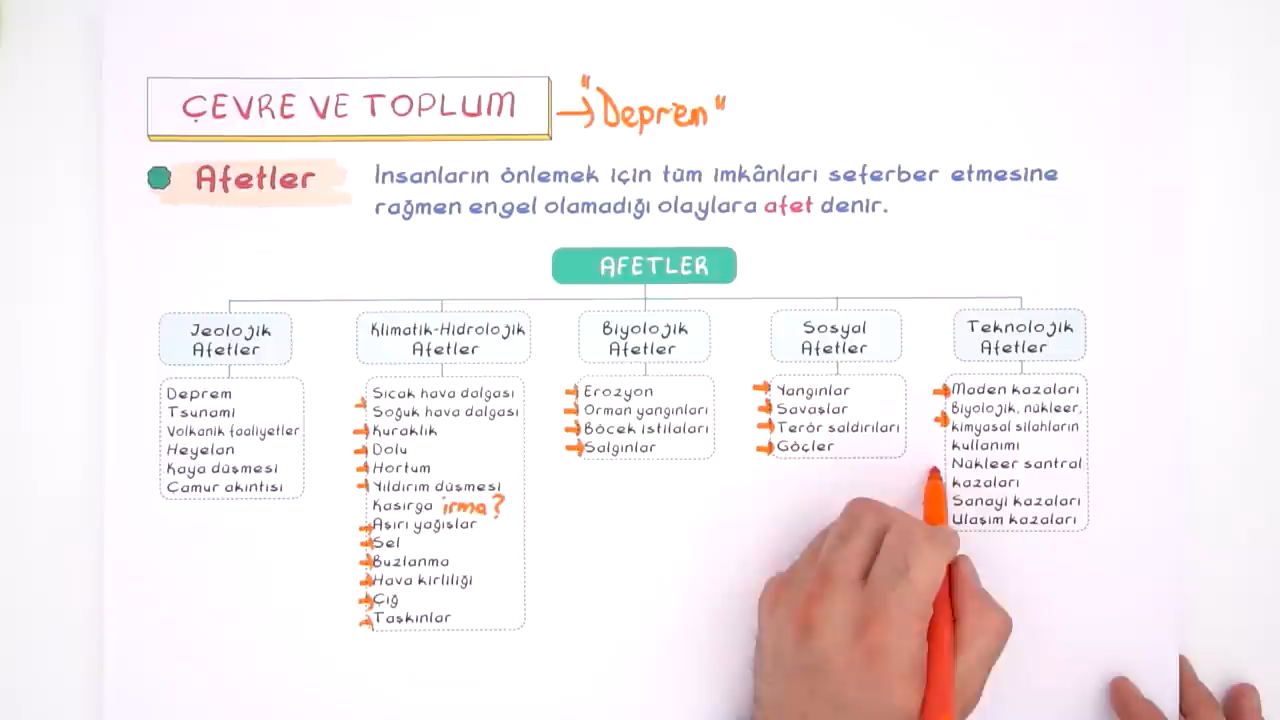 ÇEVRE VE TOPLUM → "Deprem"
Afetler
İnsanların önlemek için tüm imkânları seferber etmesine
rağmen engel olamadığı olaylara afet denir.
AFETLER
Jeolojik
Afetler
Deprem
Tsunami
Volkanik faaliyetler
Heyelan
Kaya düşmesi
Çamur akıntısı
Klimatik-Hidrolojik
Afetler
Sıcak hava dalgası
Soğuk hava dalgası
Kuraklık
Dolu
Hortum
Yıldırım düşmesi
Kasırga irma?
Aşırı yağışlar
Sel
Buzlanma
Hava kirliliği
Çığ
Taşkınlar
Biyolojik
Afetler
Erozyon
Orman yangınları
Böcek istilaları
Salgınlar
Sosyal
Afetler
Yangınlar
Savaşlar
Terör saldırıları
Göçler
Teknolojik
Afetler
Maden kazaları
Biyolojik, nükleer,
kimyasal silahların
kullanımı
Nükleer santral
kazaları
Sanayi kazaları
Ulaşım kazaları